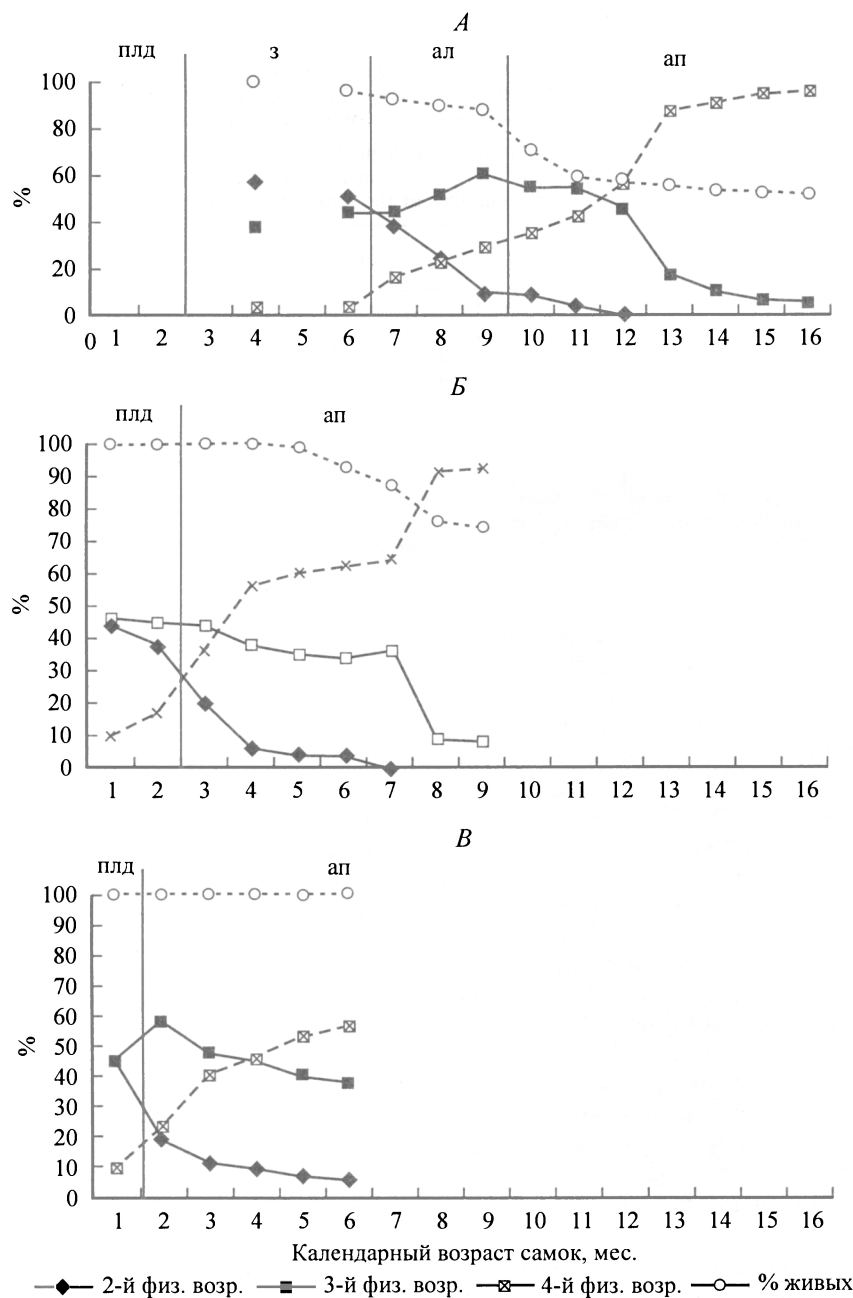 А
плд з ал ап
100
80
60
40
20
0
%
0 1 2 3 4 6 7 8 9 10 11 12 13 14 15 16
Б
плд ап
100
90
80
70
60
50
40
30
20
10
0
%
1 2 3 4 5 6 7 8 9 10 11 12 13 14 15 16
В
плд ап
100
90
80
70
60
50
40
30
20
10
0
%
1 2 3 4 5 6 7 8 9 10 11 12 13 14 15 16
Календарный возраст самок, мес.
2-й физ. возр. 3-й физ. возр. 4-й физ. возр. % живых